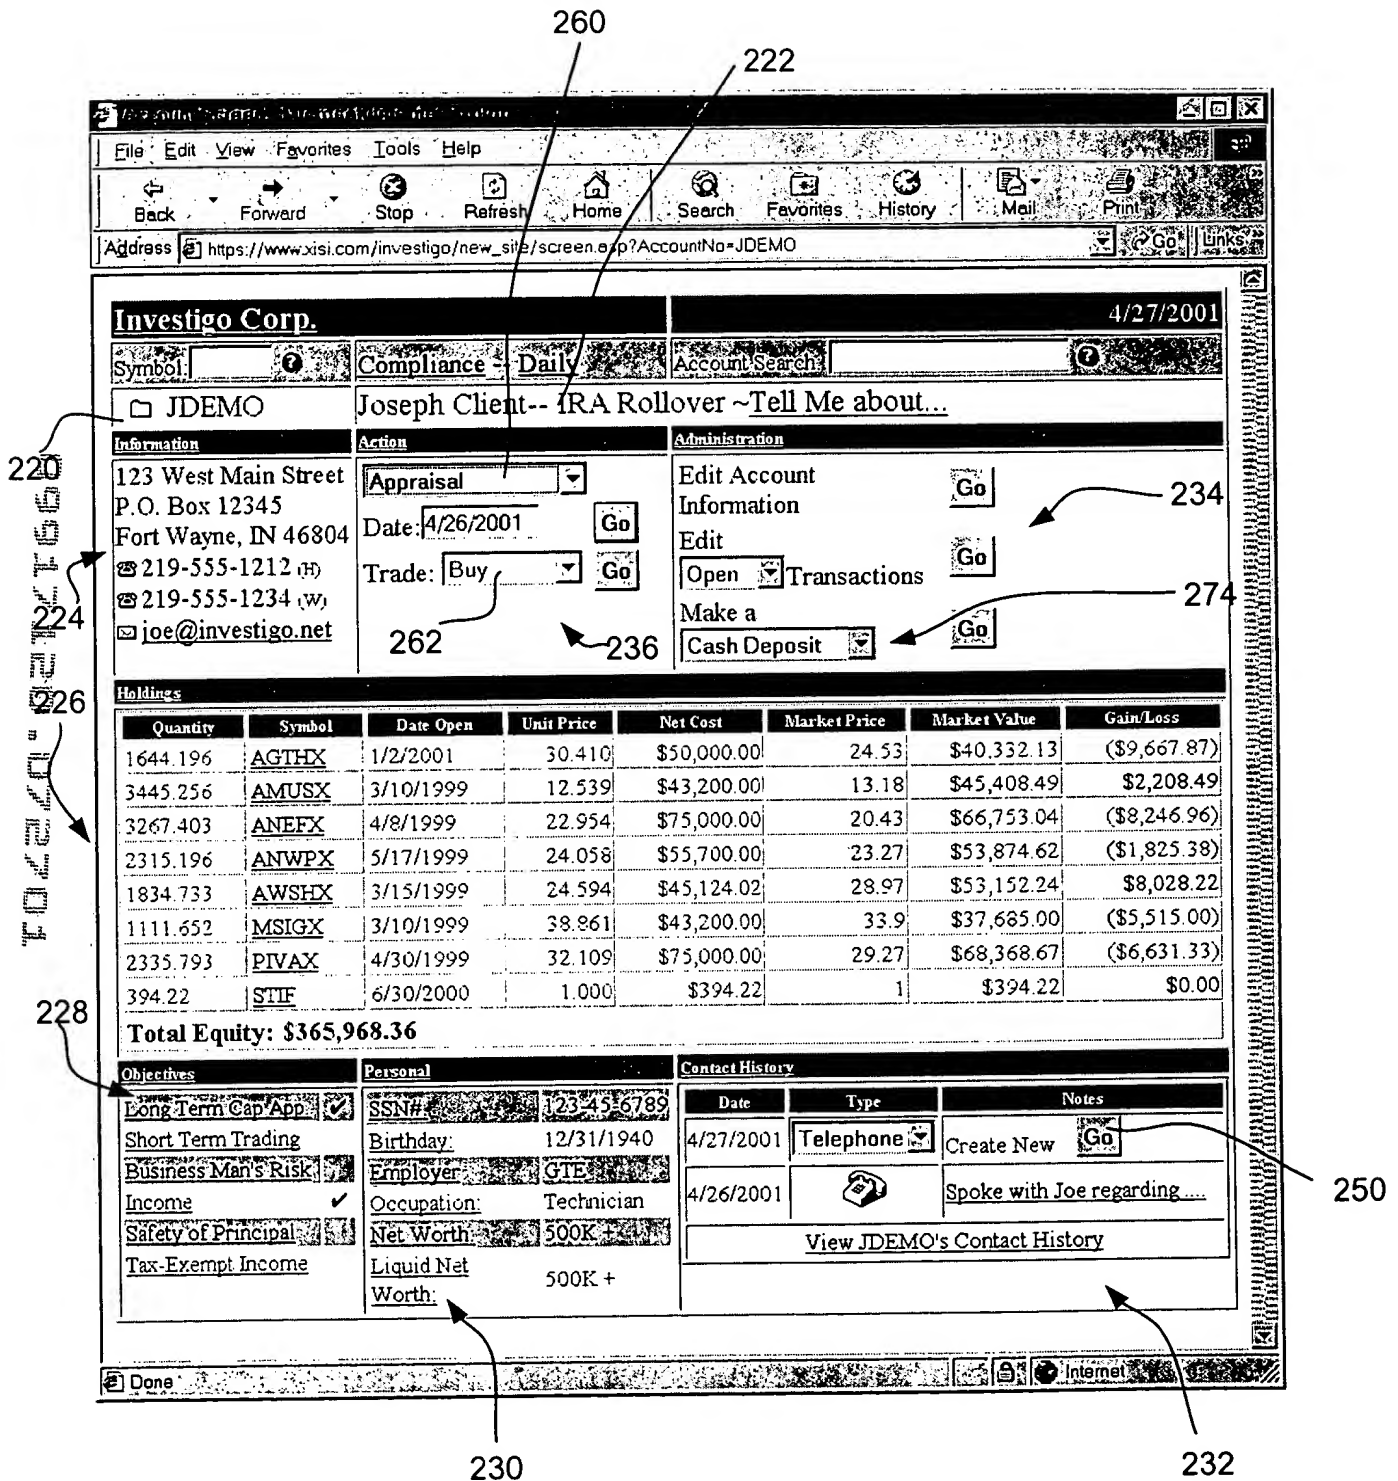 260
222
File Edit View Favorites Tools Help
Back Forward Stop Refresh Home Search Favorites History Mail Print
Address https://www.xisi.com/investigo/new_site/screen.asp?AccountNo=JDEMO Go Links
Investigo Corp. 4/27/2001
Symbol: ? Compliance -- Daily Account Search: ?
JDEMO Joseph Client-- IRA Rollover ~Tell Me about...
Information Action Administration
220
123 West Main Street
P.O. Box 12345
Fort Wayne, IN 46804
219-555-1212 (H)
219-555-1234 (W)
joe@investigo.net
224
Appraisal
Date: 4/26/2001 Go
Trade: Buy Go
262
236
Edit Account Go
Information
234
Edit Go
Open Transactions
274
Make a Go
Cash Deposit
226
Holdings
Quantity Symbol Date Open Unit Price Net Cost Market Price Market Value Gain/Loss
1644.196 AGTHX 1/2/2001 30.410 $50,000.00 24.53 $40,332.13 ($9,667.87)
3445.256 AMUSX 3/10/1999 12.539 $43,200.00 13.18 $45,408.49 $2,208.49
3267.403 ANEFX 4/8/1999 22.954 $75,000.00 20.43 $66,753.04 ($8,246.96)
2315.196 ANWPX 5/17/1999 24.058 $55,700.00 23.27 $53,874.62 ($1,825.38)
1834.733 AWSHX 3/15/1999 24.594 $45,124.02 28.97 $53,152.24 $8,028.22
1111.652 MSIGX 3/10/1999 38.861 $43,200.00 33.9 $37,685.00 ($5,515.00)
2335.793 PIVAX 4/30/1999 32.109 $75,000.00 29.27 $68,368.67 ($6,631.33)
394.22 STIF 6/30/2000 1.000 $394.22 1 $394.22 $0.00
Total Equity: $365,968.36
228
Objectives Personal Contact History
Long Term Cap App ✓
Short Term Trading
Business Man's Risk
Income ✓
Safety of Principal
Tax-Exempt Income
SSN#: 123-45-6789
Birthday: 12/31/1940
Employer GTE
Occupation: Technician
Net Worth 500K +
Liquid Net
Worth: 500K +
Date Type Notes
4/27/2001 Telephone Create New Go
4/26/2001 Spoke with Joe regarding ....
View JDEMO's Contact History
250
Done Internet
230
232